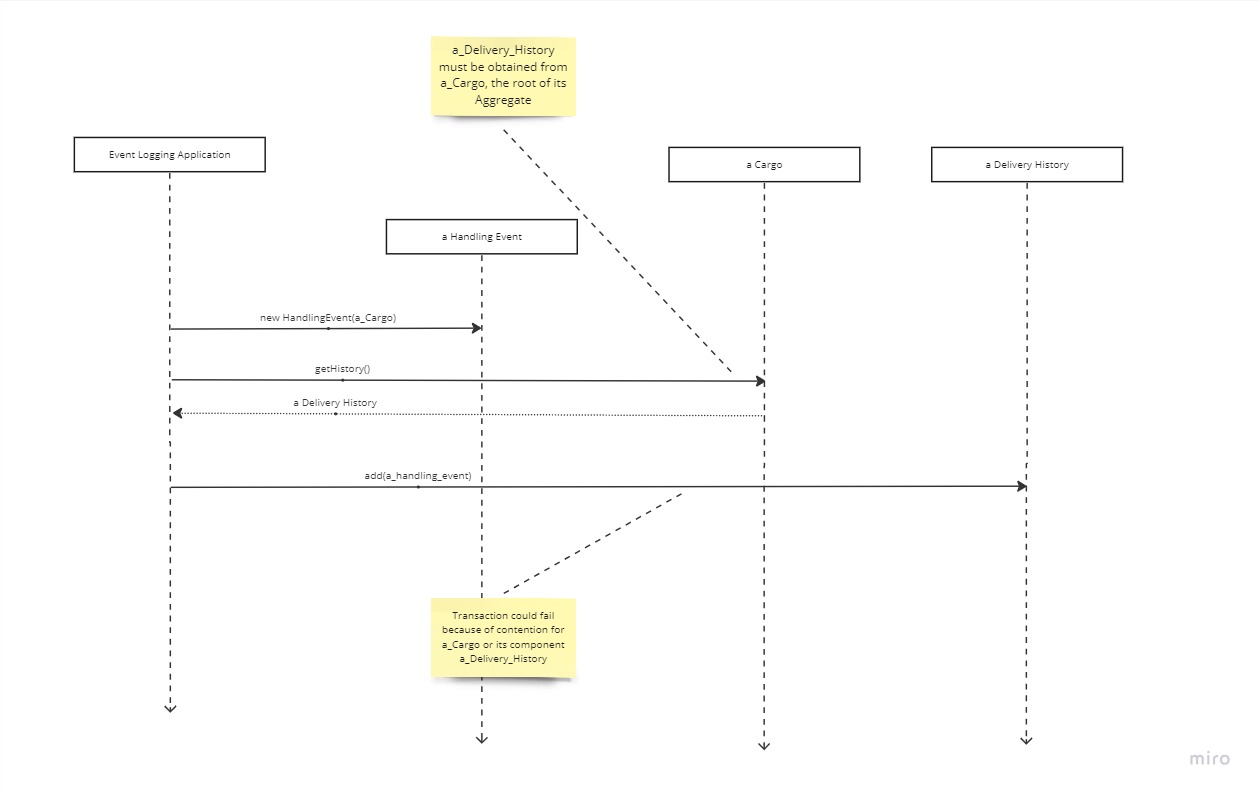 a_Delivery_History
must be obtained from
a_Cargo, the root of its
Aggregate
Event Logging Application
a Cargo
a Delivery History
a Handling Event
new HandlingEvent(a_Cargo)
getHistory()
a Delivery History
add(a_handling_event)
Transaction could fail
because of contention for
a_Cargo or its component
a_Delivery_History
miro